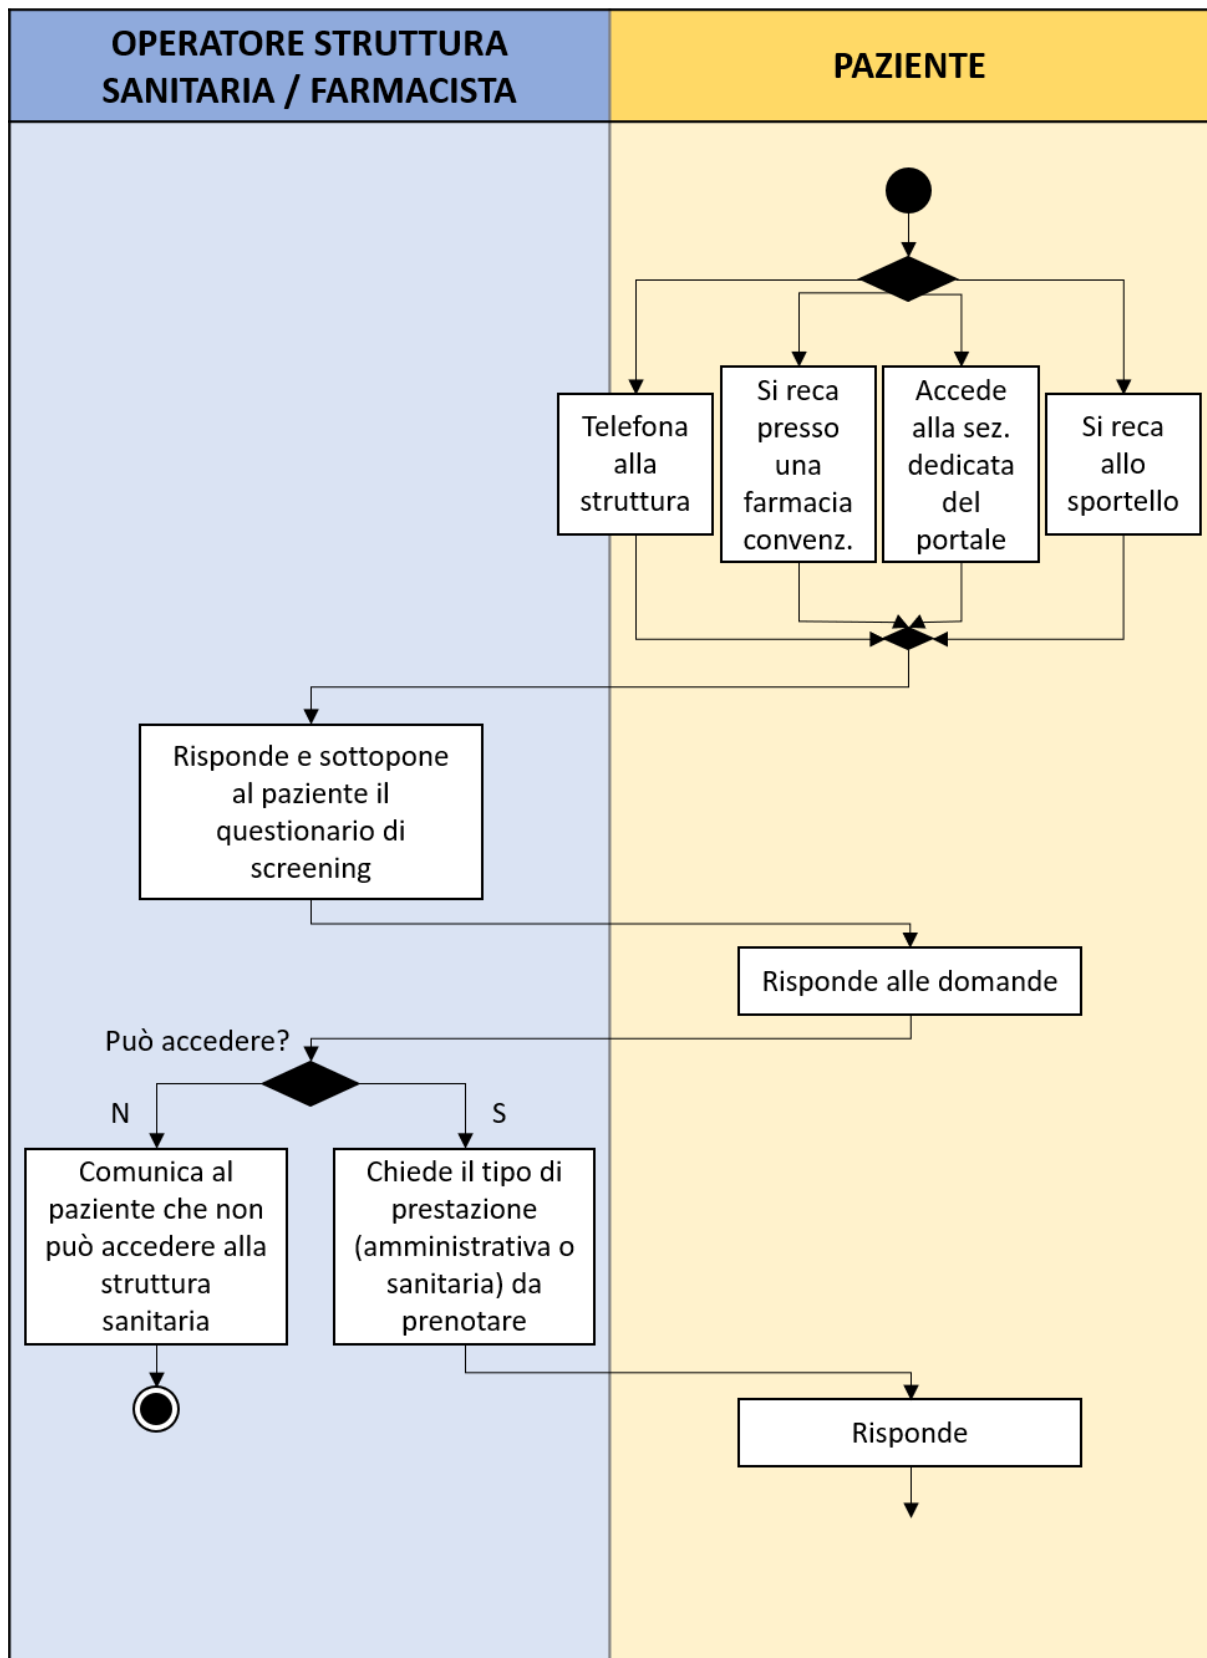 OPERATORE STRUTTURA
SANITARIA / FARMACISTA
PAZIENTE
Telefona
alla
struttura
Si reca
presso
una
farmacia
convenz.
Accede
alla sez.
dedicata
del
portale
Si reca
allo
sportello
Risponde e sottopone
al paziente il
questionario di
screening
Risponde alle domande
Può accedere?
N
S
Comunica al
paziente che non
può accedere alla
struttura
sanitaria
Chiede il tipo di
prestazione
(amministrativa o
sanitaria) da
prenotare
Risponde